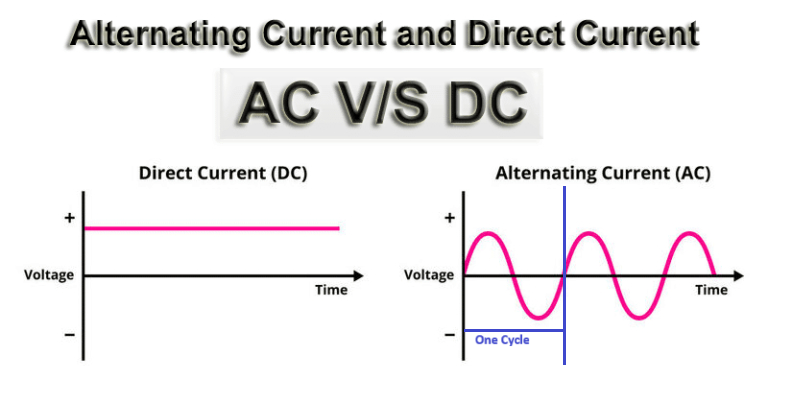 Alternating Current and Direct Current
AC V/S DC
Direct Current (DC)
+
Voltage
Time
−
Alternating Current (AC)
+
Voltage
Time
−
One Cycle